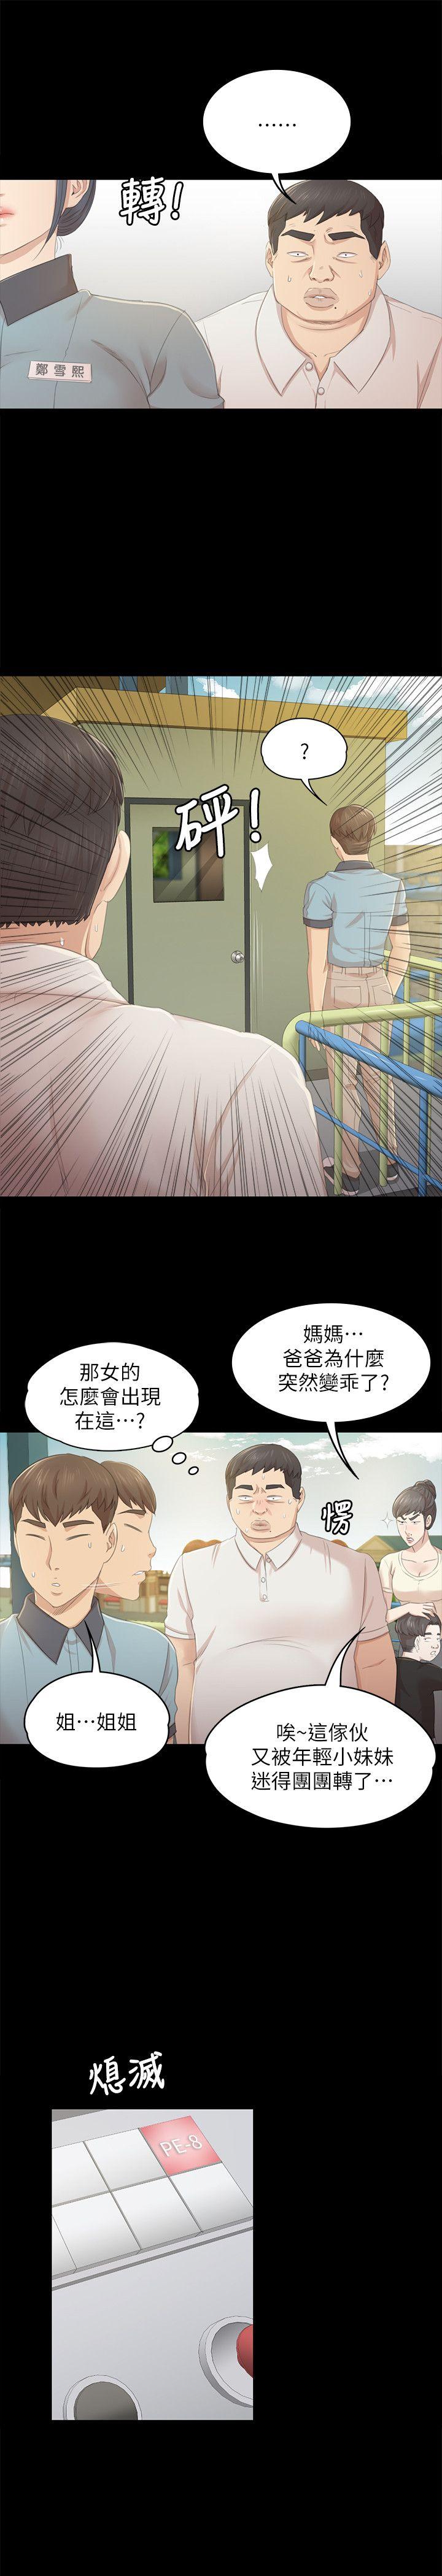 ……
轉!
鄭雪熙
?
砰!
媽媽…
爸爸為什麼
突然變乖了?
那女的
怎麼會出現
在這…?
愣
姐…姐姐
唉~這傢伙
又被年輕小妹妹
迷得團團轉了…
熄滅
PE-8